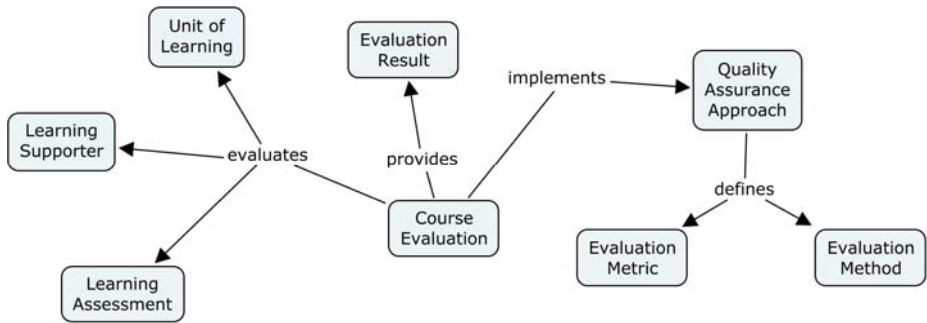 Unit of
Learning
Evaluation
Result
implements
Quality
Assurance
Approach
Learning
Supporter
evaluates
provides
defines
Course
Evaluation
Evaluation
Metric
Evaluation
Method
Learning
Assessment